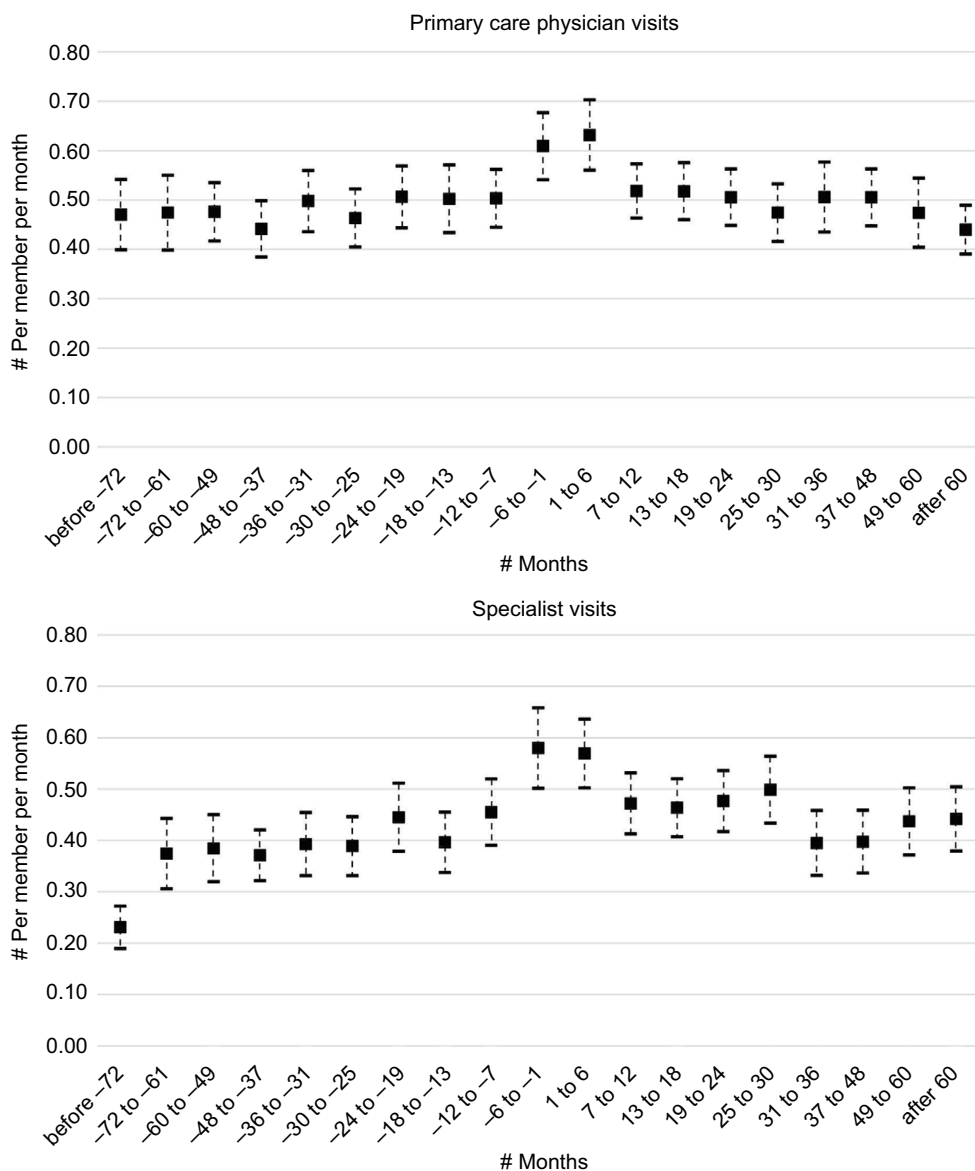 Primary care physician visits
# Per member per month
0.80
0.70
0.60
0.50
0.40
0.30
0.20
0.10
0.00
before –72
–72 to –61
–60 to –49
–48 to –37
–36 to –31
–30 to –25
–24 to –19
–18 to –13
–12 to –7
–6 to –1
1 to 6
7 to 12
13 to 18
19 to 24
25 to 30
31 to 36
37 to 48
49 to 60
after 60
# Months
Specialist visits
# Per member per month
0.80
0.70
0.60
0.50
0.40
0.30
0.20
0.10
0.00
before –72
–72 to –61
–60 to –49
–48 to –37
–36 to –31
–30 to –25
–24 to –19
–18 to –13
–12 to –7
–6 to –1
1 to 6
7 to 12
13 to 18
19 to 24
25 to 30
31 to 36
37 to 48
49 to 60
after 60
# Months